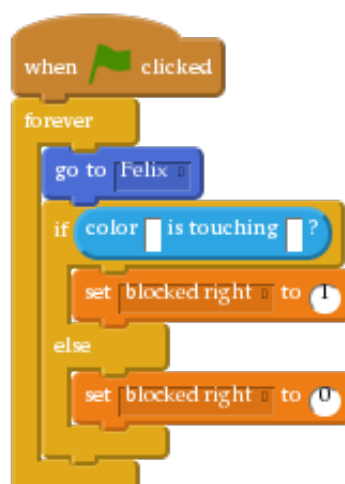 when clicked
forever
go to Felix
if color is touching ?
set blocked right to 1
else
set blocked right to 0